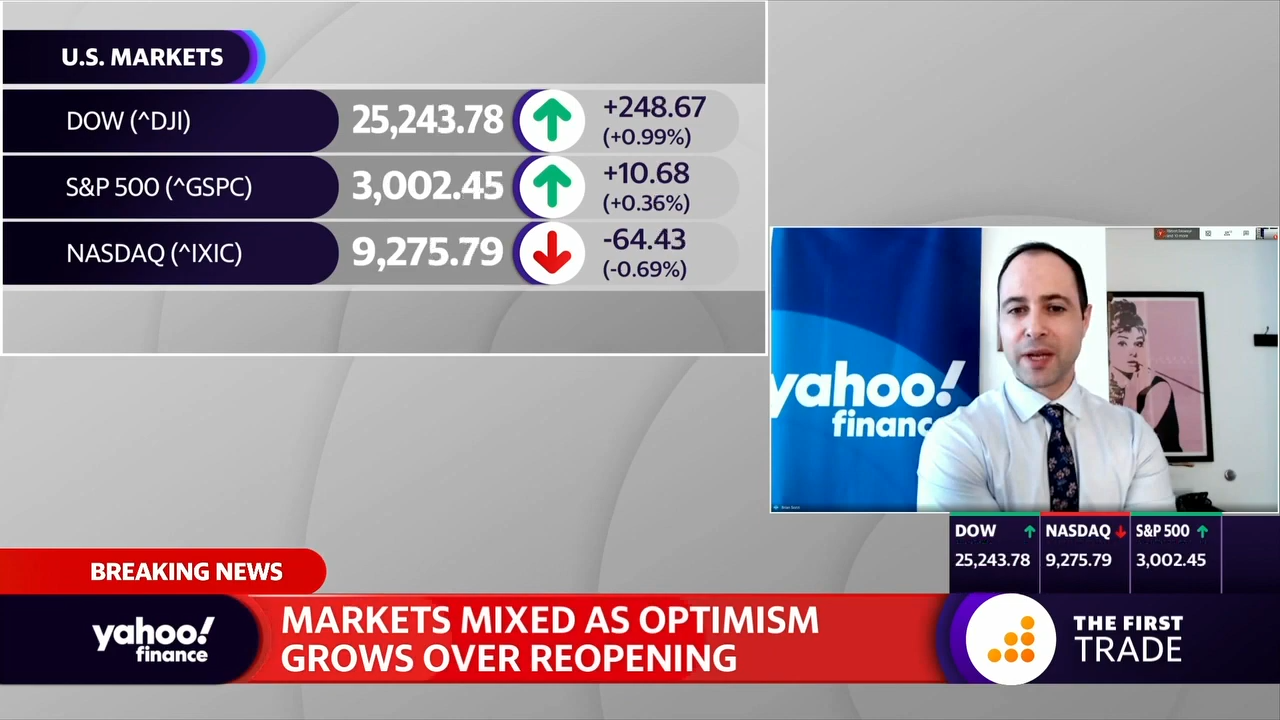 U.S. MARKETS
DOW (^DJI) 25,243.78 +248.67
(+0.99%)
S&P 500 (^GSPC) 3,002.45 +10.68
(+0.36%)
NASDAQ (^IXIC) 9,275.79 -64.43
(-0.69%)
yahoo!
financ
DOW NASDAQ S&P 500
25,243.78 9,275.79 3,002.45
BREAKING NEWS
yahoo!
finance
MARKETS MIXED AS OPTIMISM
GROWS OVER REOPENING
THE FIRST
TRADE